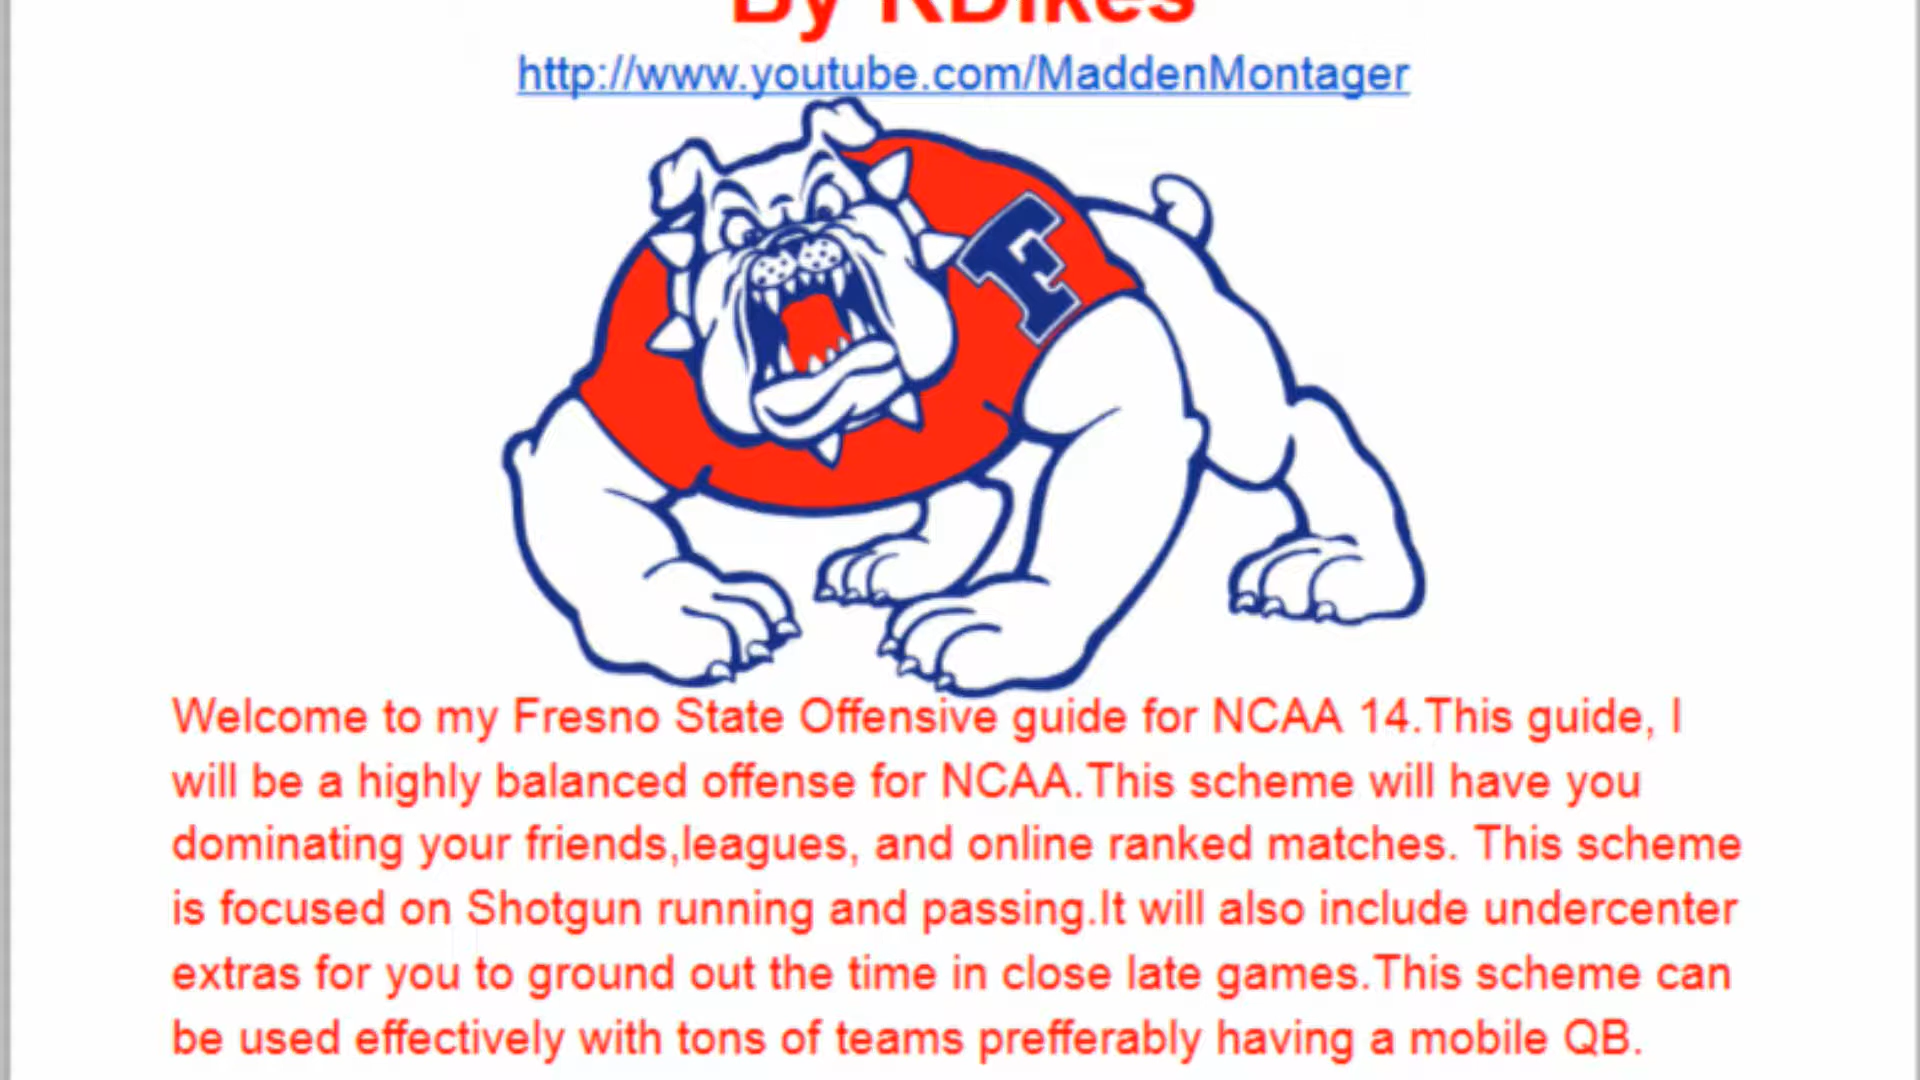 By RDikes
http://www.youtube.com/MaddenMontager
F
Welcome to my Fresno State Offensive guide for NCAA 14.This guide, I
will be a highly balanced offense for NCAA.This scheme will have you
dominating your friends,leagues, and online ranked matches. This scheme
is focused on Shotgun running and passing.It will also include undercenter
extras for you to ground out the time in close late games.This scheme can
be used effectively with tons of teams prefferably having a mobile QB.